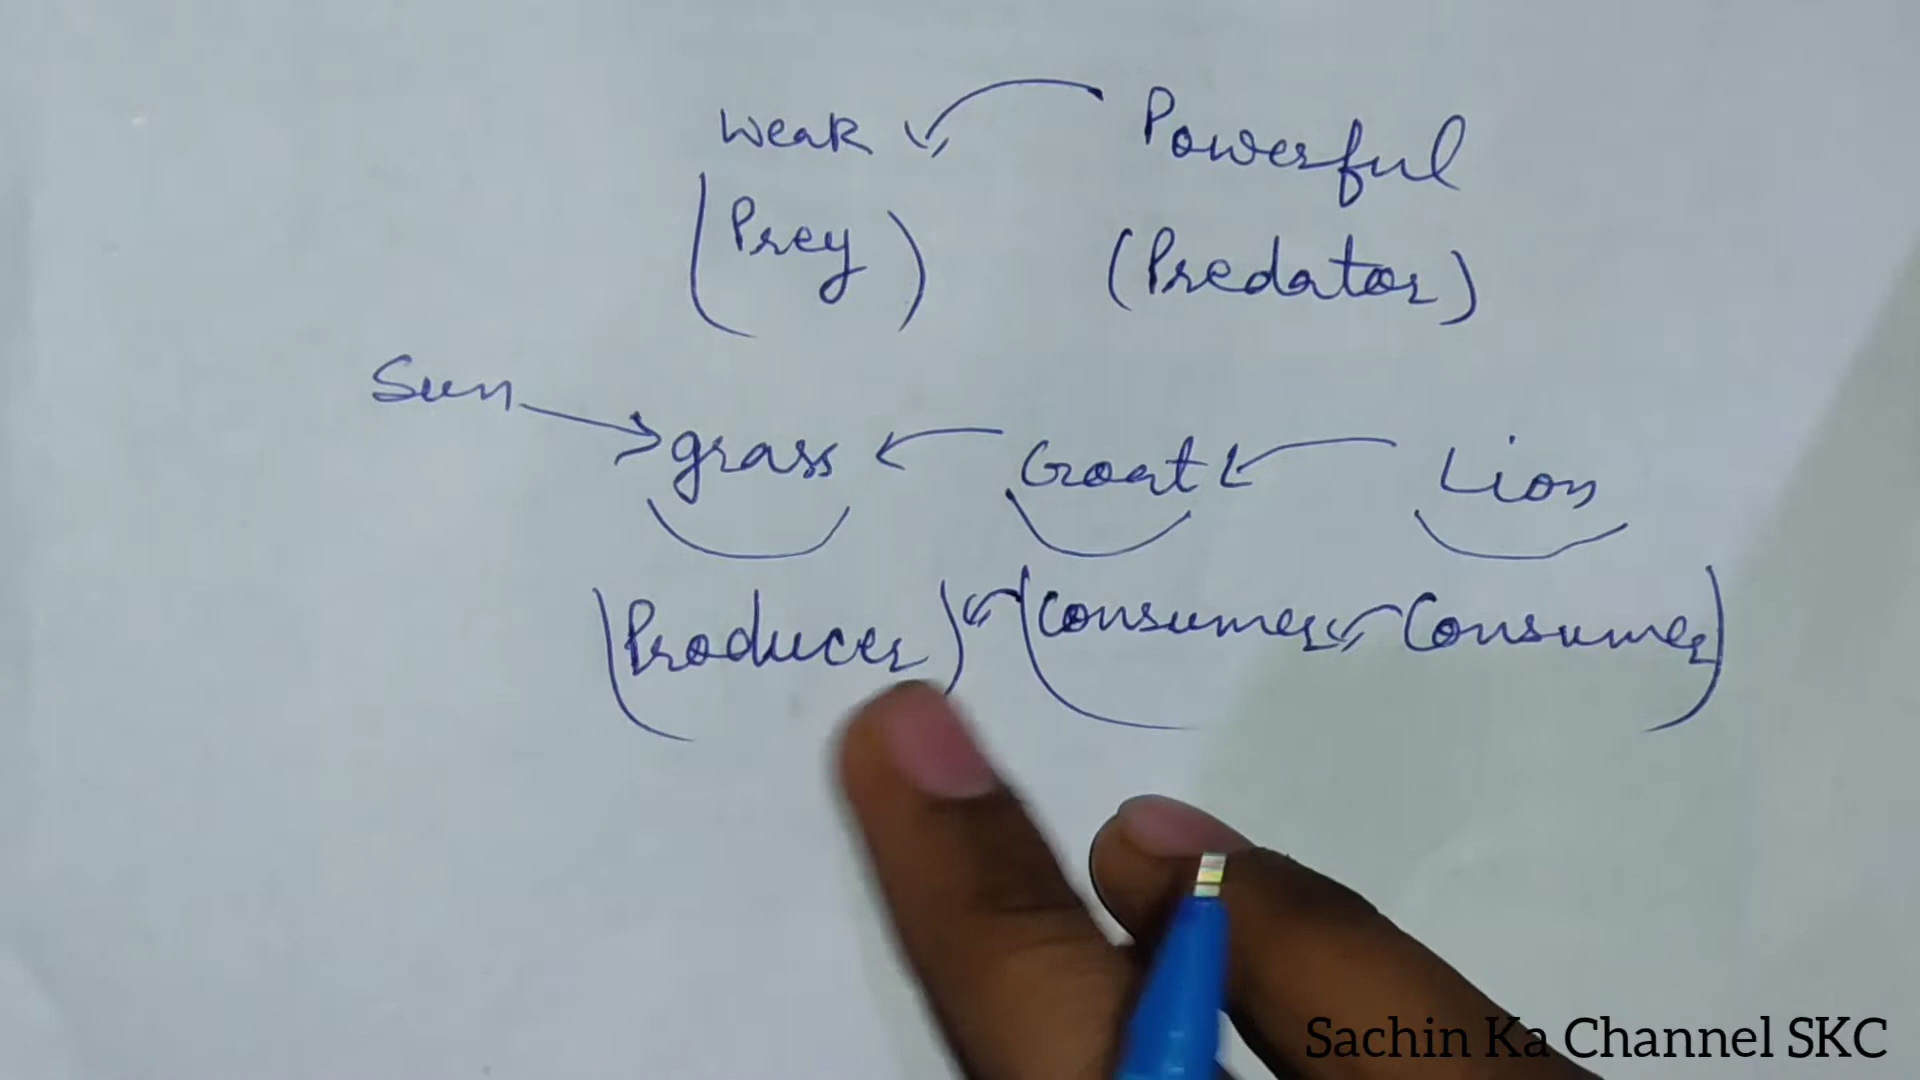 Weak Powerful
(Prey) (Predator)
Sun
grass Goat Lion
(Producer) (Consumer Consumer)
Sachin Ka Channel SKC